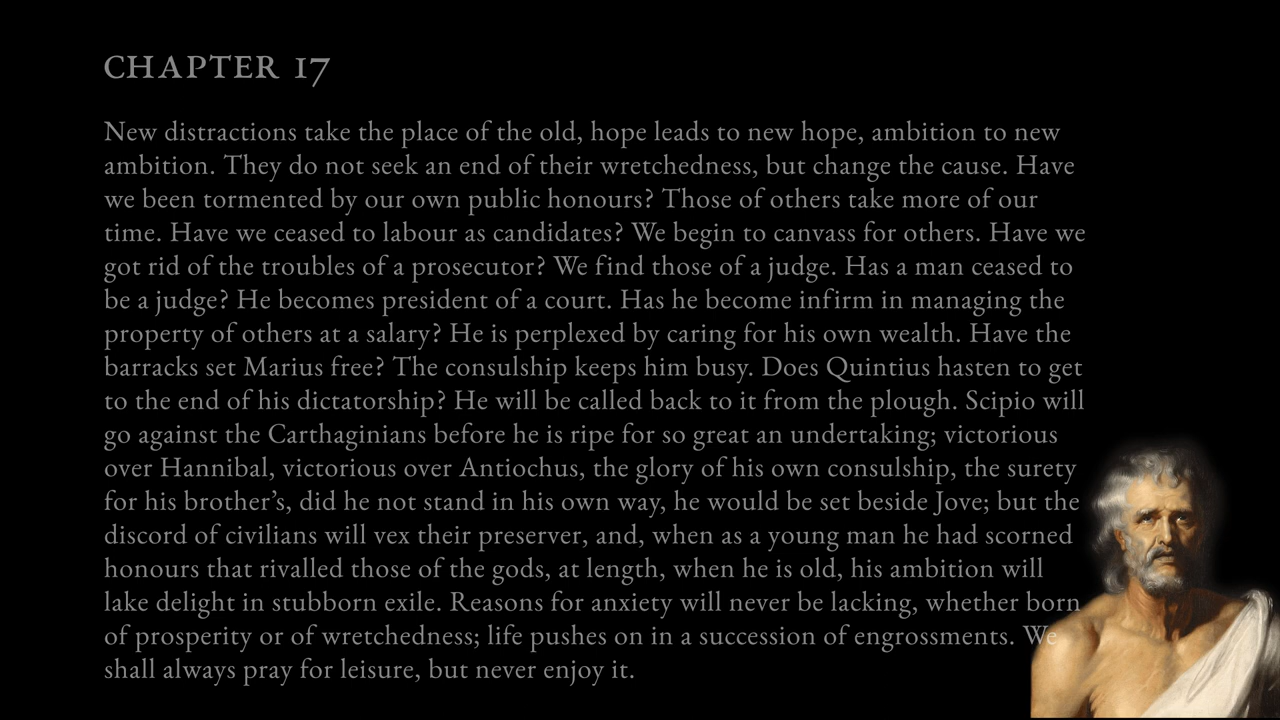 CHAPTER 17
New distractions take the place of the old, hope leads to new hope, ambition to new
ambition. They do not seek an end of their wretchedness, but change the cause. Have
we been tormented by our own public honours? Those of others take more of our
time. Have we ceased to labour as candidates? We begin to canvass for others. Have we
got rid of the troubles of a prosecutor? We find those of a judge. Has a man ceased to
be a judge? He becomes president of a court. Has he become infirm in managing the
property of others at a salary? He is perplexed by caring for his own wealth. Have the
barracks set Marius free? The consulship keeps him busy. Does Quintius hasten to get
to the end of his dictatorship? He will be called back to it from the plough. Scipio will
go against the Carthaginians before he is ripe for so great an undertaking; victorious
over Hannibal, victorious over Antiochus, the glory of his own consulship, the surety
for his brother’s, did he not stand in his own way, he would be set beside Jove; but the
discord of civilians will vex their preserver, and, when as a young man he had scorned
honours that rivalled those of the gods, at length, when he is old, his ambition will
lake delight in stubborn exile. Reasons for anxiety will never be lacking, whether born
of prosperity or of wretchedness; life pushes on in a succession of engrossments. We
shall always pray for leisure, but never enjoy it.